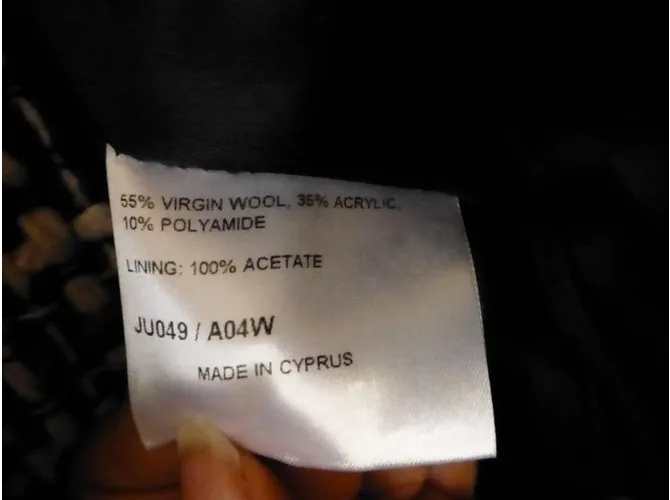 55% VIRGIN WOOL, 35% ACRYLIC,
10% POLYAMIDE
LINING: 100% ACETATE
JU049 / A04W
MADE IN CYPRUS